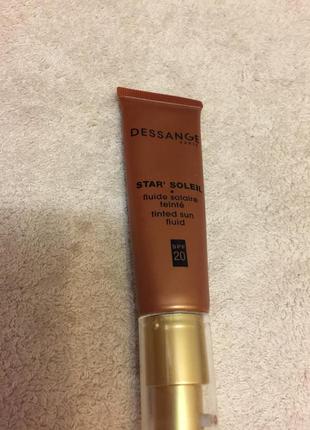 DESSANGE
PARIS
STAR' SOLEIL
fluide solaire
teinté
tinted sun
fluid
SPF
20